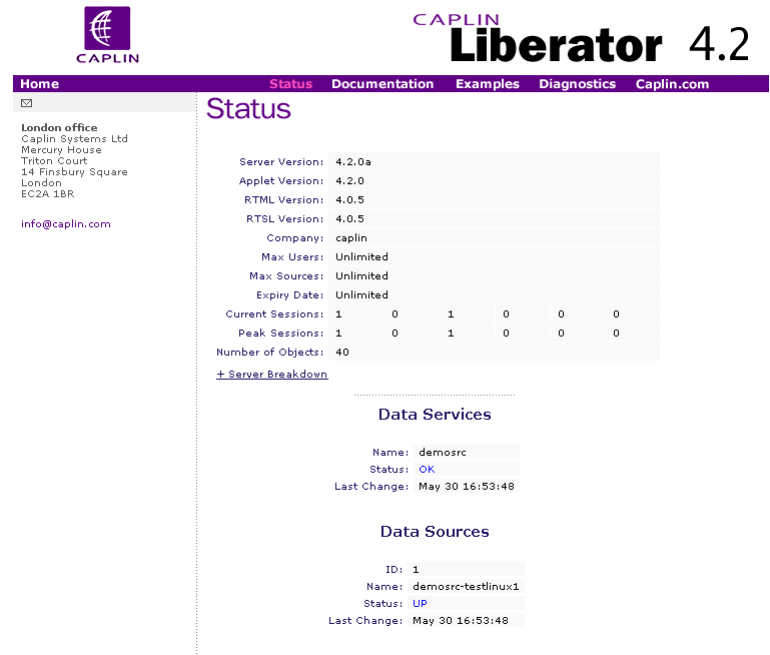 CAPLIN
CAPLIN
Liberator 4.2
Home Status Documentation Examples Diagnostics Caplin.com
Status
London office
Caplin Systems Ltd
Mercury House
Triton Court
14 Finsbury Square
London
EC2A 1BR
info@caplin.com
Server Version: 4.2.0a
Applet Version: 4.2.0
RTML Version: 4.0.5
RTSL Version: 4.0.5
Company: caplin
Max Users: Unlimited
Max Sources: Unlimited
Expiry Date: Unlimited
Current Sessions: 1 0 1 0 0 0
Peak Sessions: 1 0 1 0 0 0
Number of Objects: 40
+ Server Breakdown
Data Services
Name: demosrc
Status: OK
Last Change: May 30 16:53:48
Data Sources
ID: 1
Name: demosrc-testlinux1
Status: UP
Last Change: May 30 16:53:48